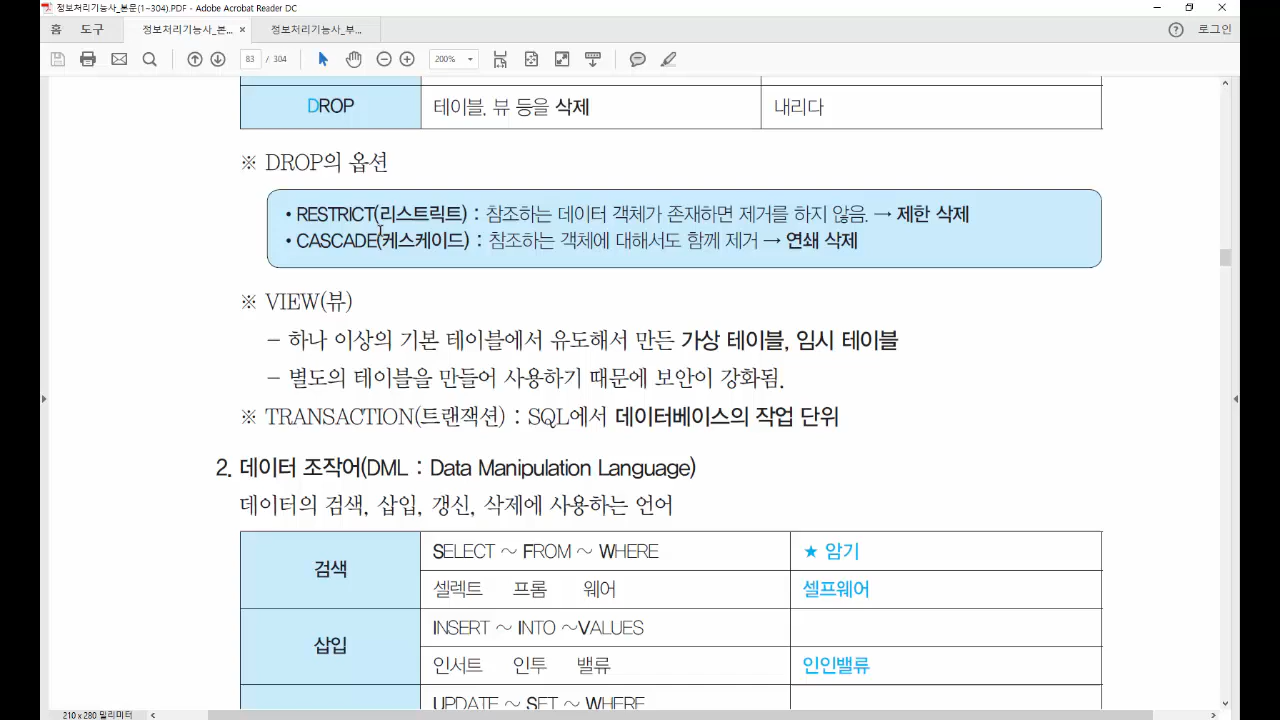 정보처리기능사_본문(1-304).PDF - Adobe Acrobat Reader DC
홈 도구 정보처리기능사_본... × 정보처리기능사_부... 로그인
83 / 304 200%
DROP 테이블, 뷰 등을 삭제 내리다
※ DROP의 옵션
• RESTRICT(리스트릭트) : 참조하는 데이터 객체가 존재하면 제거를 하지 않음. → 제한 삭제
• CASCADE(케스케이드) : 참조하는 객체에 대해서도 함께 제거 → 연쇄 삭제
※ VIEW(뷰)
- 하나 이상의 기본 테이블에서 유도해서 만든 가상 테이블, 임시 테이블
- 별도의 테이블을 만들어 사용하기 때문에 보안이 강화됨.
※ TRANSACTION(트랜잭션) : SQL에서 데이터베이스의 작업 단위
2. 데이터 조작어(DML : Data Manipulation Language)
데이터의 검색, 삽입, 갱신, 삭제에 사용하는 언어
검색 SELECT ~ FROM ~ WHERE ★ 암기
셀렉트 프롬 웨어 셀프웨어
삽입 INSERT ~ INTO ~VALUES
인서트 인투 밸류 인인밸류
UPDATE ~ SET ~ WHERE
210 x 280 밀리미터